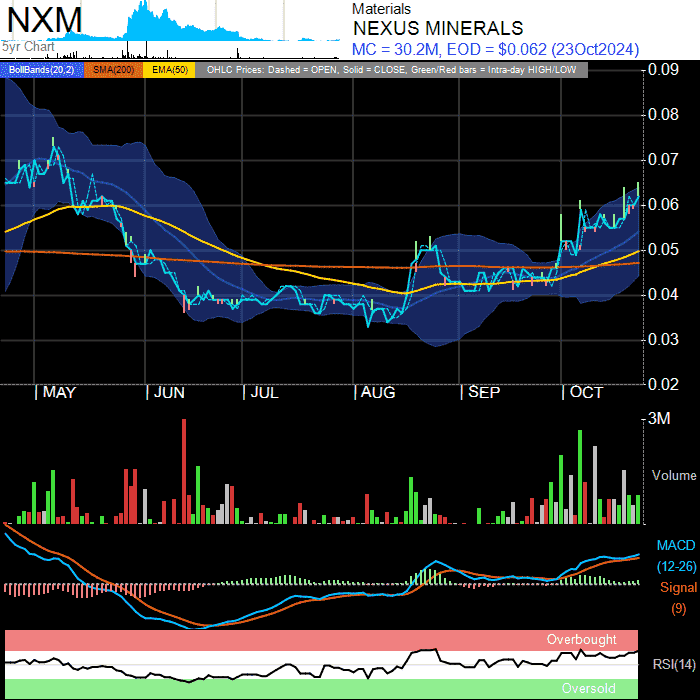 NXM
5yr Chart
Materials
NEXUS MINERALS
MC = 30.2M, EOD = $0.062 (23Oct2024)
BollBands(20,2) SMA(200) EMA(50) OHLC Prices: Dashed = OPEN, Solid = CLOSE, Green/Red bars = Intra-day HIGH/LOW
0.09
0.08
0.07
0.06
0.05
0.04
0.03
0.02
MAY JUN JUL AUG SEP OCT
3M
Volume
MACD
(12-26)
Signal
(9)
Overbought
RSI(14)
Oversold